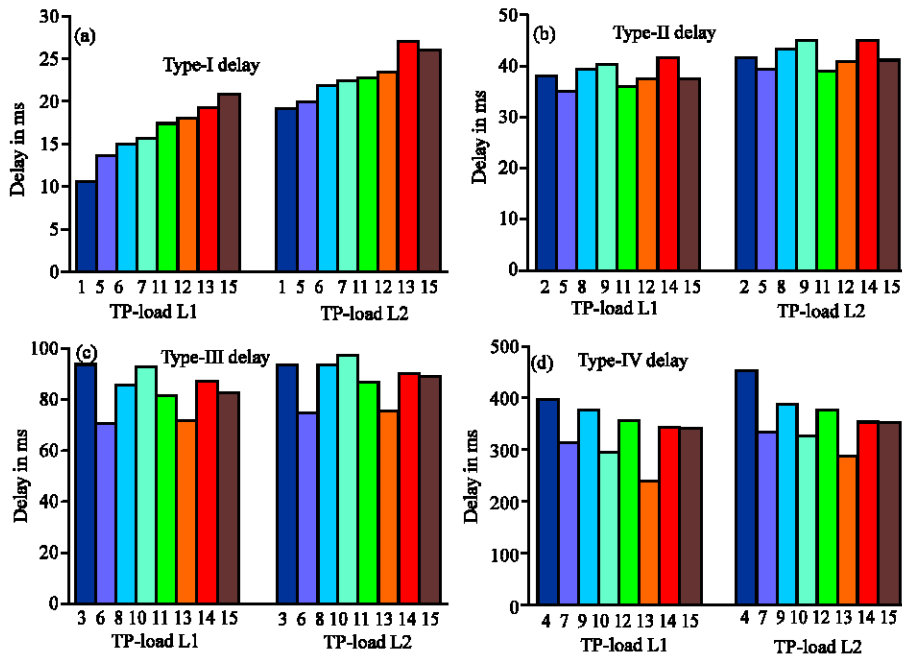 (a)
Type-I delay
Delay in ms
30
25
20
15
10
5
0
1 5 6 7 11 12 13 15
TP-load L1
1 5 6 7 11 12 13 15
TP-load L2
(b)
Type-II delay
Delay in ms
50
40
50
40
10
0
2 5 8 9 11 12 14 15
TP-load L1
2 5 8 9 11 12 14 15
TP-load L2
(c)
Type-III delay
Delay in ms
100
80
60
40
20
0
3 6 8 10 11 13 14 15
TP-load L1
3 6 8 10 11 13 14 15
TP-load L2
(d)
Type-IV delay
Delay in ms
500
400
300
300
100
0
4 7 9 10 12 13 14 15
TP-load L1
4 7 9 10 12 13 14 15
TP-load L2